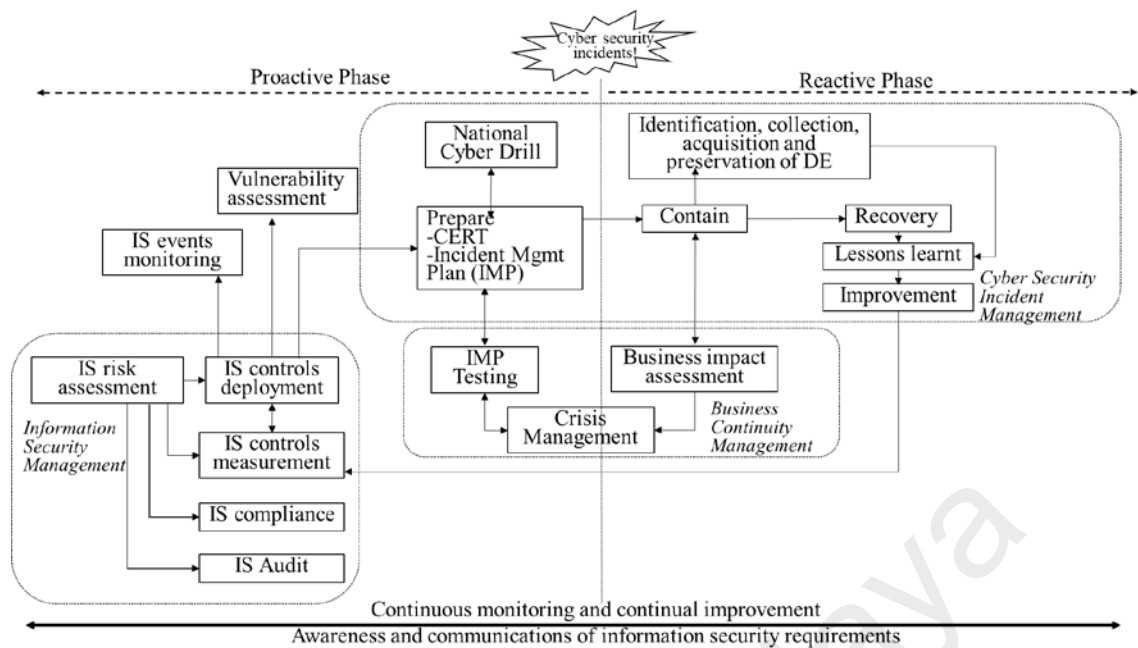 Cyber security
incidents!
Proactive Phase
Reactive Phase
National
Cyber Drill
Identification, collection,
acquisition and
preservation of DE
Vulnerability
assessment
Prepare
-CERT
-Incident Mgmt
Plan (IMP)
Contain
Recovery
IS events
monitoring
Lessons learnt
Improvement
Cyber Security
Incident
Management
IS risk
assessment
IS controls
deployment
IMP
Testing
Business impact
assessment
Information
Security
Management
IS controls
measurement
Crisis
Management
Business
Continuity
Management
IS compliance
IS Audit
Continuous monitoring and continual improvement
Awareness and communications of information security requirements
aya